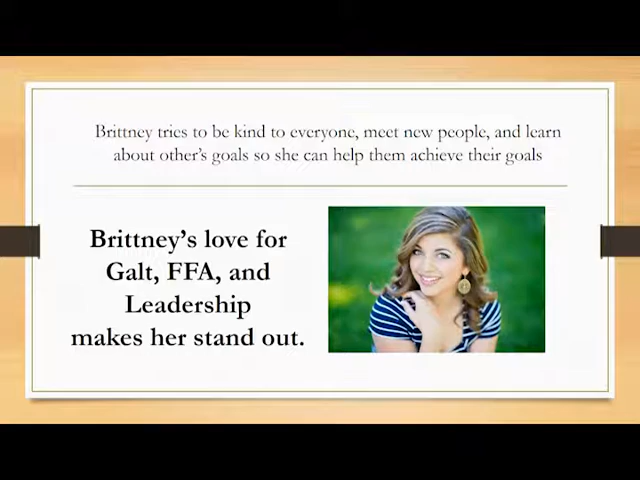 Brittney tries to be kind to everyone, meet new people, and learn
about other's goals so she can help them achieve their goals
Brittney's love for
Galt, FFA, and
Leadership
makes her stand out.